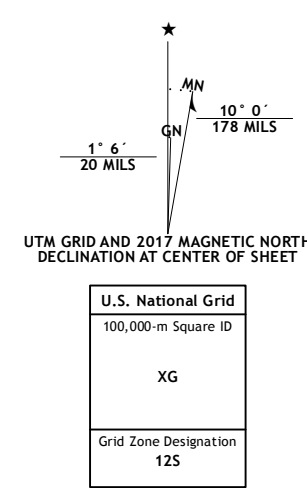 ★
MN
GN
10° 0´
178 MILS
1° 6´
20 MILS
UTM GRID AND 2017 MAGNETIC NORTH
DECLINATION AT CENTER OF SHEET
U.S. National Grid
100,000-m Square ID
XG
Grid Zone Designation
12S